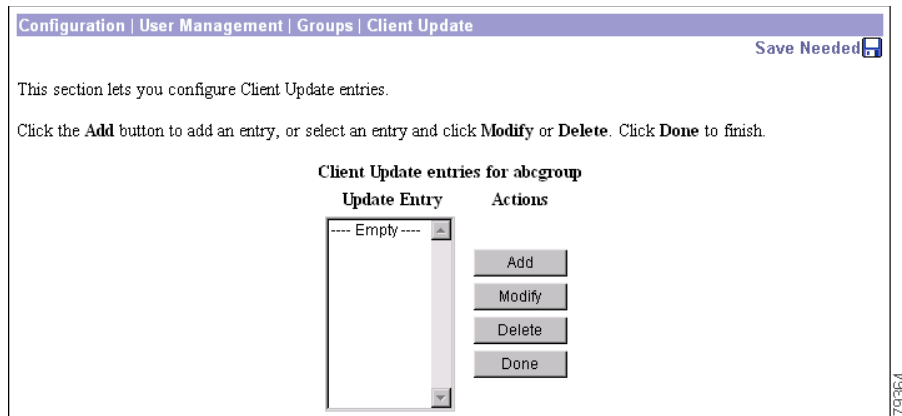 Configuration | User Management | Groups | Client Update
Save Needed
This section lets you configure Client Update entries.
Click the Add button to add an entry, or select an entry and click Modify or Delete. Click Done to finish.
Client Update entries for abcgroup
Update Entry Actions
---- Empty ----
Add
Modify
Delete
Done
79364